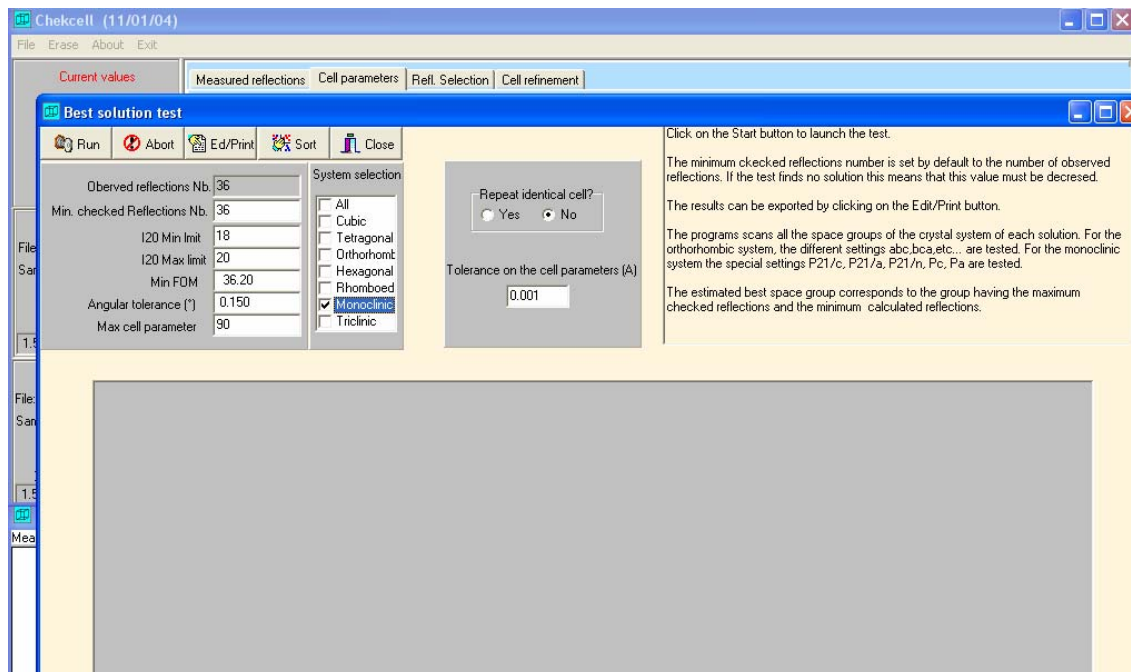 Chekcell (11/01/04)
File Erase About Exit
Current values
Measured reflections Cell parameters Refl. Selection Cell refinement
Best solution test
Run Abort Ed/Print Sort Close
Obered reflections Nb. 36
Min. checked Reflections Nb. 36
I20 Min lmit 18
I20 Max limit 20
Min FOM 36.20
Angular tolerance (°) 0.150
Max cell parameter 90
System selection
All
Cubic
Tetragonal
Orthorhomb
Hexagonal
Rhomboed
Monoclinic
Triclinic
Repeat identical cell?
Yes No
Tolerance on the cell parameters (A)
0.001
Click on the Start button to launch the test.
The minimum ckecked reflections number is set by default to the number of observed
reflections. If the test finds no solution this means that this value must be decresed.
The results can be exported by clicking on the Edit/Print button.
The programs scans all the space groups of the crystal system of each solution. For the
orthorhombic system, the different settings abc,bca,etc... are tested. For the monoclinic
system the special settings P21/c, P21/a, P21/n, Pc, Pa are tested.
The estimated best space group corresponds to the group having the maximum
checked reflections and the minimum calculated reflections.
File
Sar
1.5
File:
San
1.5
Mea